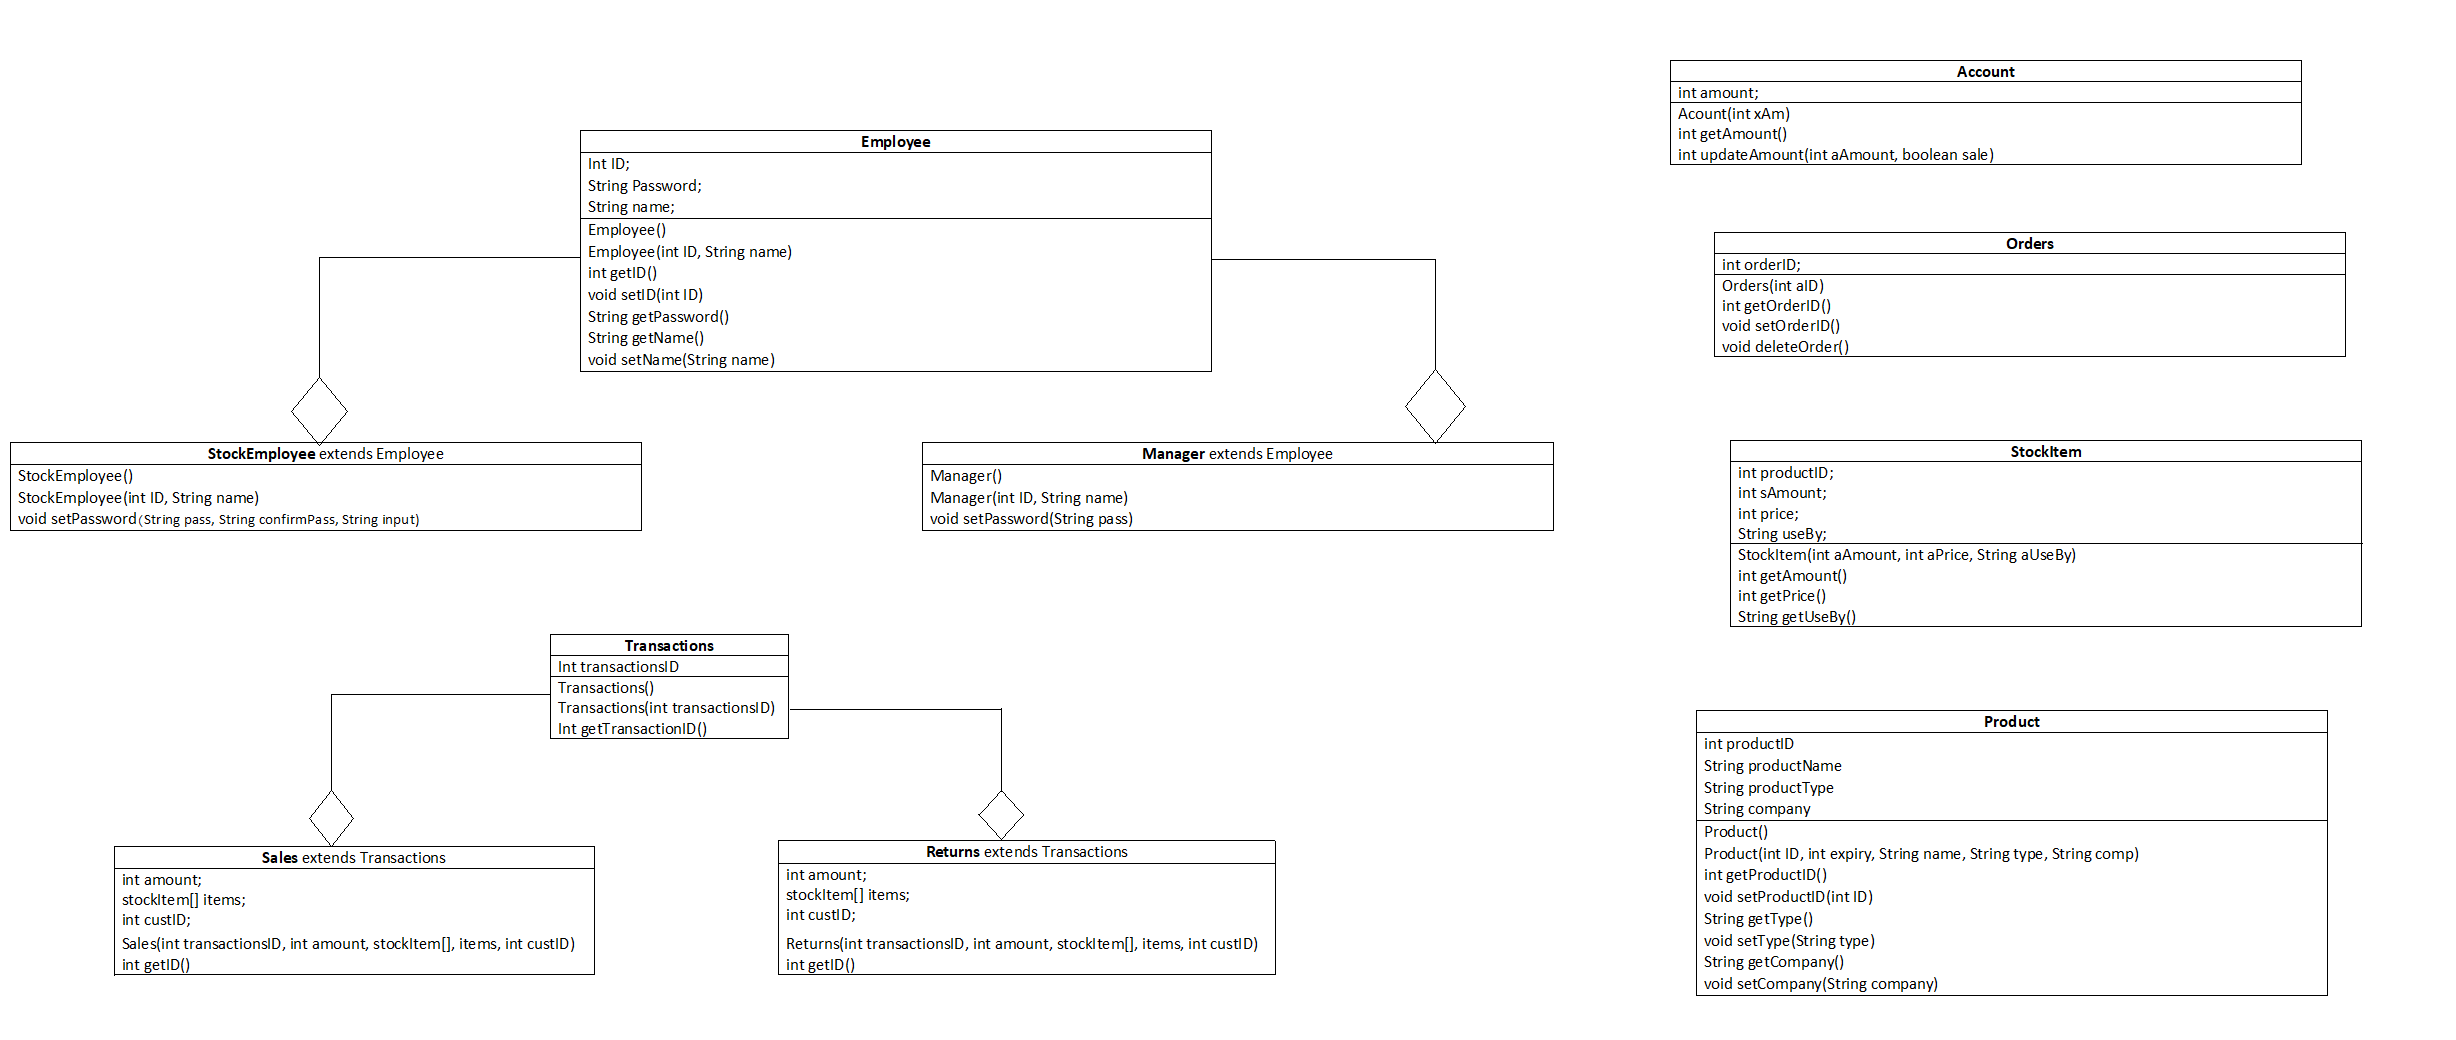 Employee
Int ID;
String Password;
String name;
Employee()
Employee(int ID, String name)
int getID()
void setID(int ID)
String getPassword()
String getName()
void setName(String name)
StockEmployee extends Employee
StockEmployee()
StockEmployee(int ID, String name)
void setPassword(String pass, String confirmPass, String input)
Manager extends Employee
Manager()
Manager(int ID, String name)
void setPassword(String pass)
Transactions
Int transactionsID
Transactions()
Transactions(int transactionsID)
Int getTransactionID()
Sales extends Transactions
int amount;
stockItem[] items;
int custID;
Sales(int transactionsID, int amount, stockItem[], items, int custID)
int getID()
Returns extends Transactions
int amount;
stockItem[] items;
int custID;
Returns(int transactionsID, int amount, stockItem[], items, int custID)
int getID()
Account
int amount;
Acount(int xAm)
int getAmount()
int updateAmount(int aAmount, boolean sale)
Orders
int orderID;
Orders(int aID)
int getOrderID()
void setOrderID()
void deleteOrder()
StockItem
int productID;
int sAmount;
int price;
String useBy;
StockItem(int aAmount, int aPrice, String aUseBy)
int getAmount()
int getPrice()
String getUseBy()
Product
int productID
String productName
String productType
String company
Product()
Product(int ID, int expiry, String name, String type, String comp)
int getProductID()
void setProductID(int ID)
String getType()
void setType(String type)
String getCompany()
void setCompany(String company)